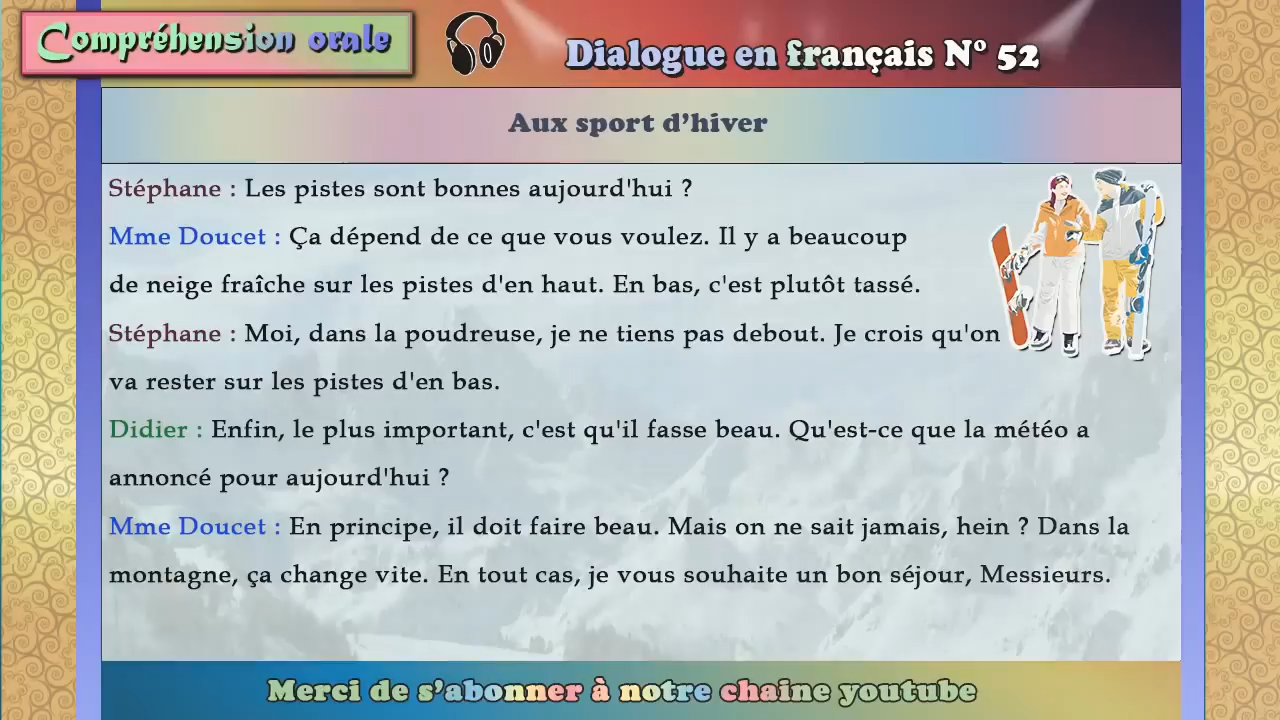 Compréhension orale
Dialogue en français N° 52
Aux sport d'hiver
Stéphane : Les pistes sont bonnes aujourd'hui ?
Mme Doucet : Ça dépend de ce que vous voulez. Il y a beaucoup
de neige fraîche sur les pistes d'en haut. En bas, c'est plutôt tassé.
Stéphane : Moi, dans la poudreuse, je ne tiens pas debout. Je crois qu'on
va rester sur les pistes d'en bas.
Didier : Enfin, le plus important, c'est qu'il fasse beau. Qu'est-ce que la météo a
annoncé pour aujourd'hui ?
Mme Doucet : En principe, il doit faire beau. Mais on ne sait jamais, hein ? Dans la
montagne, ça change vite. En tout cas, je vous souhaite un bon séjour, Messieurs.
Merci de s'abonner à notre chaine youtube